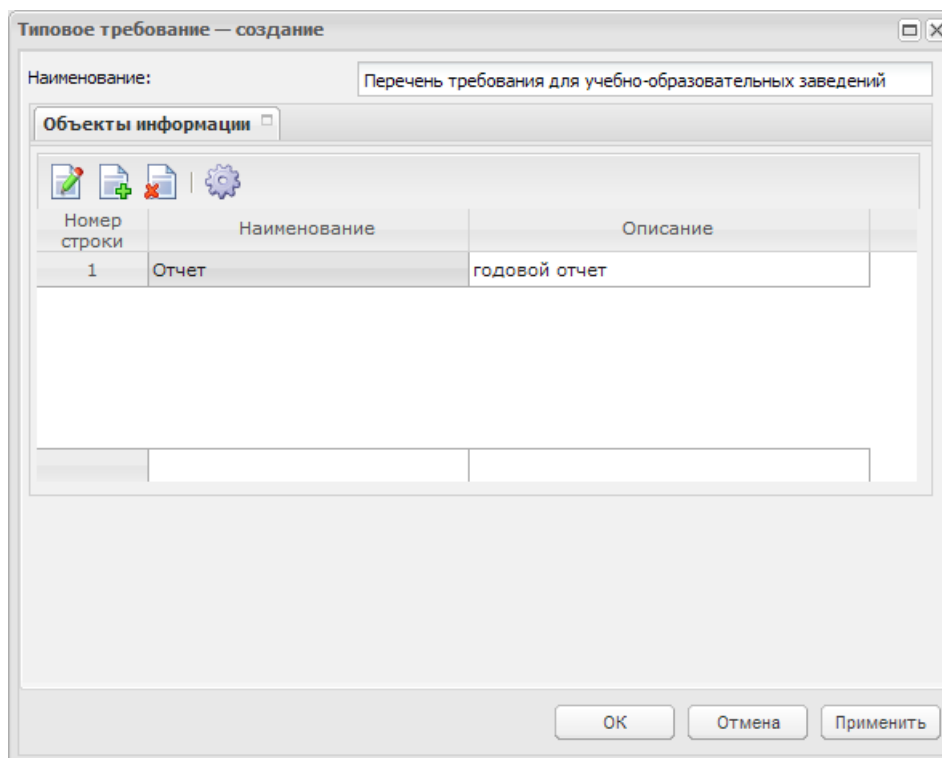 Типовое требование — создание
Наименование: Перечень требования для учебно-образовательных заведений
Объекты информации
Номер строки Наименование Описание
1 Отчет годовой отчет
ОК Отмена Применить